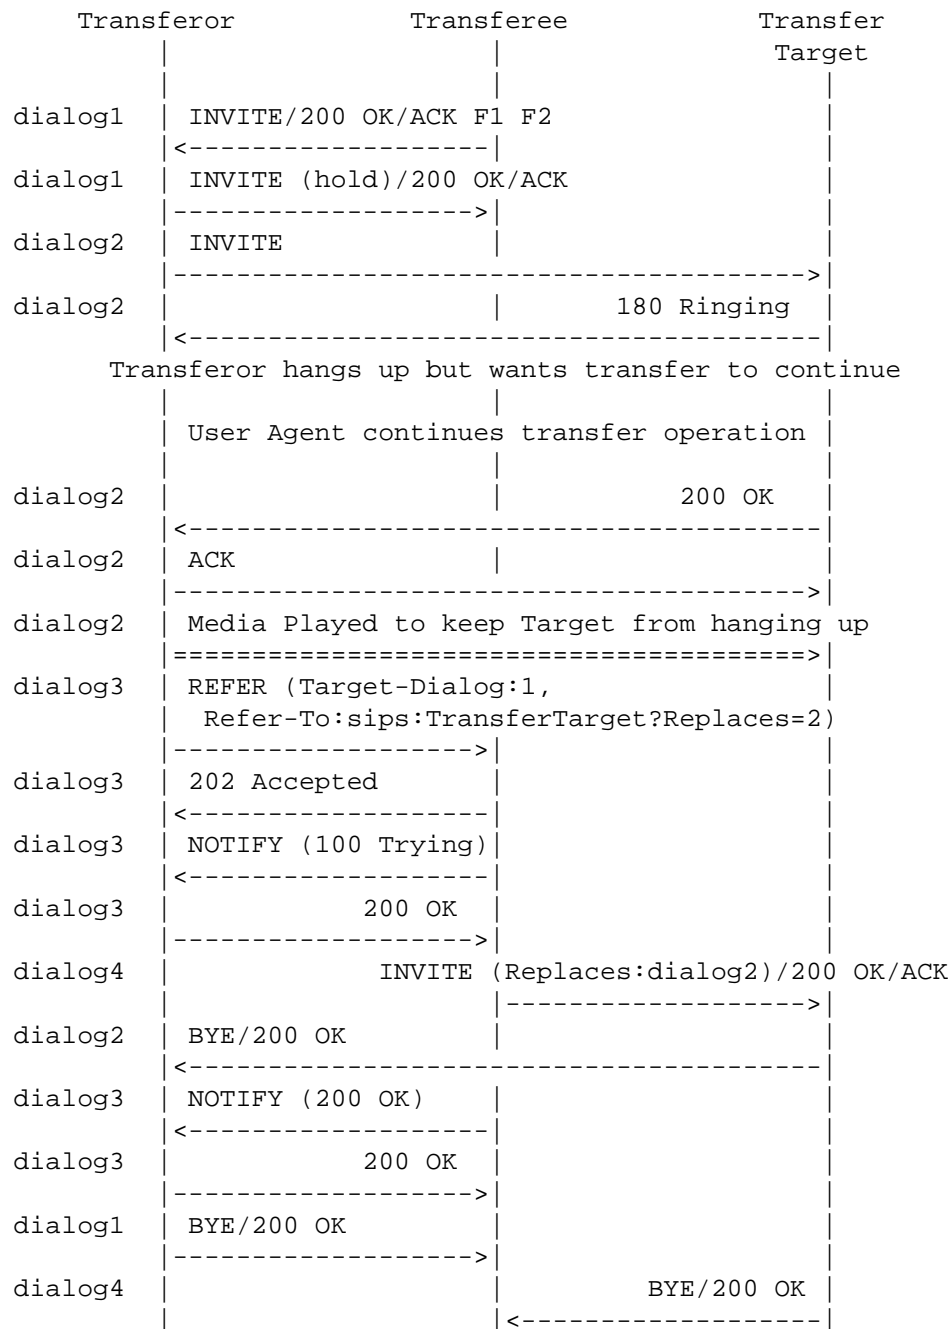 Transferor           Transferee            Transfer
         |                    |                 Target
         |                    |                    |
dialog1  | INVITE/200 OK/ACK F1 F2                 |
         |<-------------------|                    |
dialog1  | INVITE (hold)/200 OK/ACK                |
         |------------------->|                    |
dialog2  | INVITE             |                    |
         |---------------------------------------->|
dialog2  |                    |       180 Ringing  |
         |<----------------------------------------|
      Transferor hangs up but wants transfer to continue
         |                    |                    |
         | User Agent continues transfer operation |
         |                    |                    |
dialog2  |                    |           200 OK   |
         |<----------------------------------------|
dialog2  | ACK                |                    |
         |---------------------------------------->|
dialog2  | Media Played to keep Target from hanging up
         |========================================>|
dialog3  | REFER (Target-Dialog:1,                 |
         |  Refer-To:sips:TransferTarget?Replaces=2)
         |------------------->|                    |
dialog3  | 202 Accepted       |                    |
         |<-------------------|                    |
dialog3  | NOTIFY (100 Trying)|                    |
         |<-------------------|                    |
dialog3  |            200 OK  |                    |
         |------------------->|                    |
dialog4  |             INVITE (Replaces:dialog2)/200 OK/ACK
         |                    |------------------->|
dialog2  | BYE/200 OK         |                    |
         |<----------------------------------------|
dialog3  | NOTIFY (200 OK)    |                    |
         |<-------------------|                    |
dialog3  |            200 OK  |                    |
         |------------------->|                    |
dialog1  | BYE/200 OK         |                    |
         |------------------->|                    |
dialog4  |                    |         BYE/200 OK |
         |                    |<-------------------|